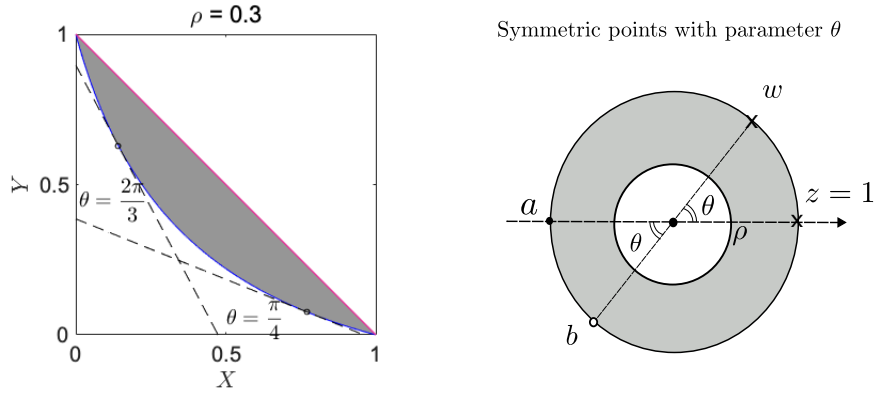 ρ = 0.3
1
Y
0.5
0
θ = 2π/3
θ = π/4
0
0.5
1
X
Symmetric points with parameter θ
w
z = 1
a
θ
θ
ρ
b